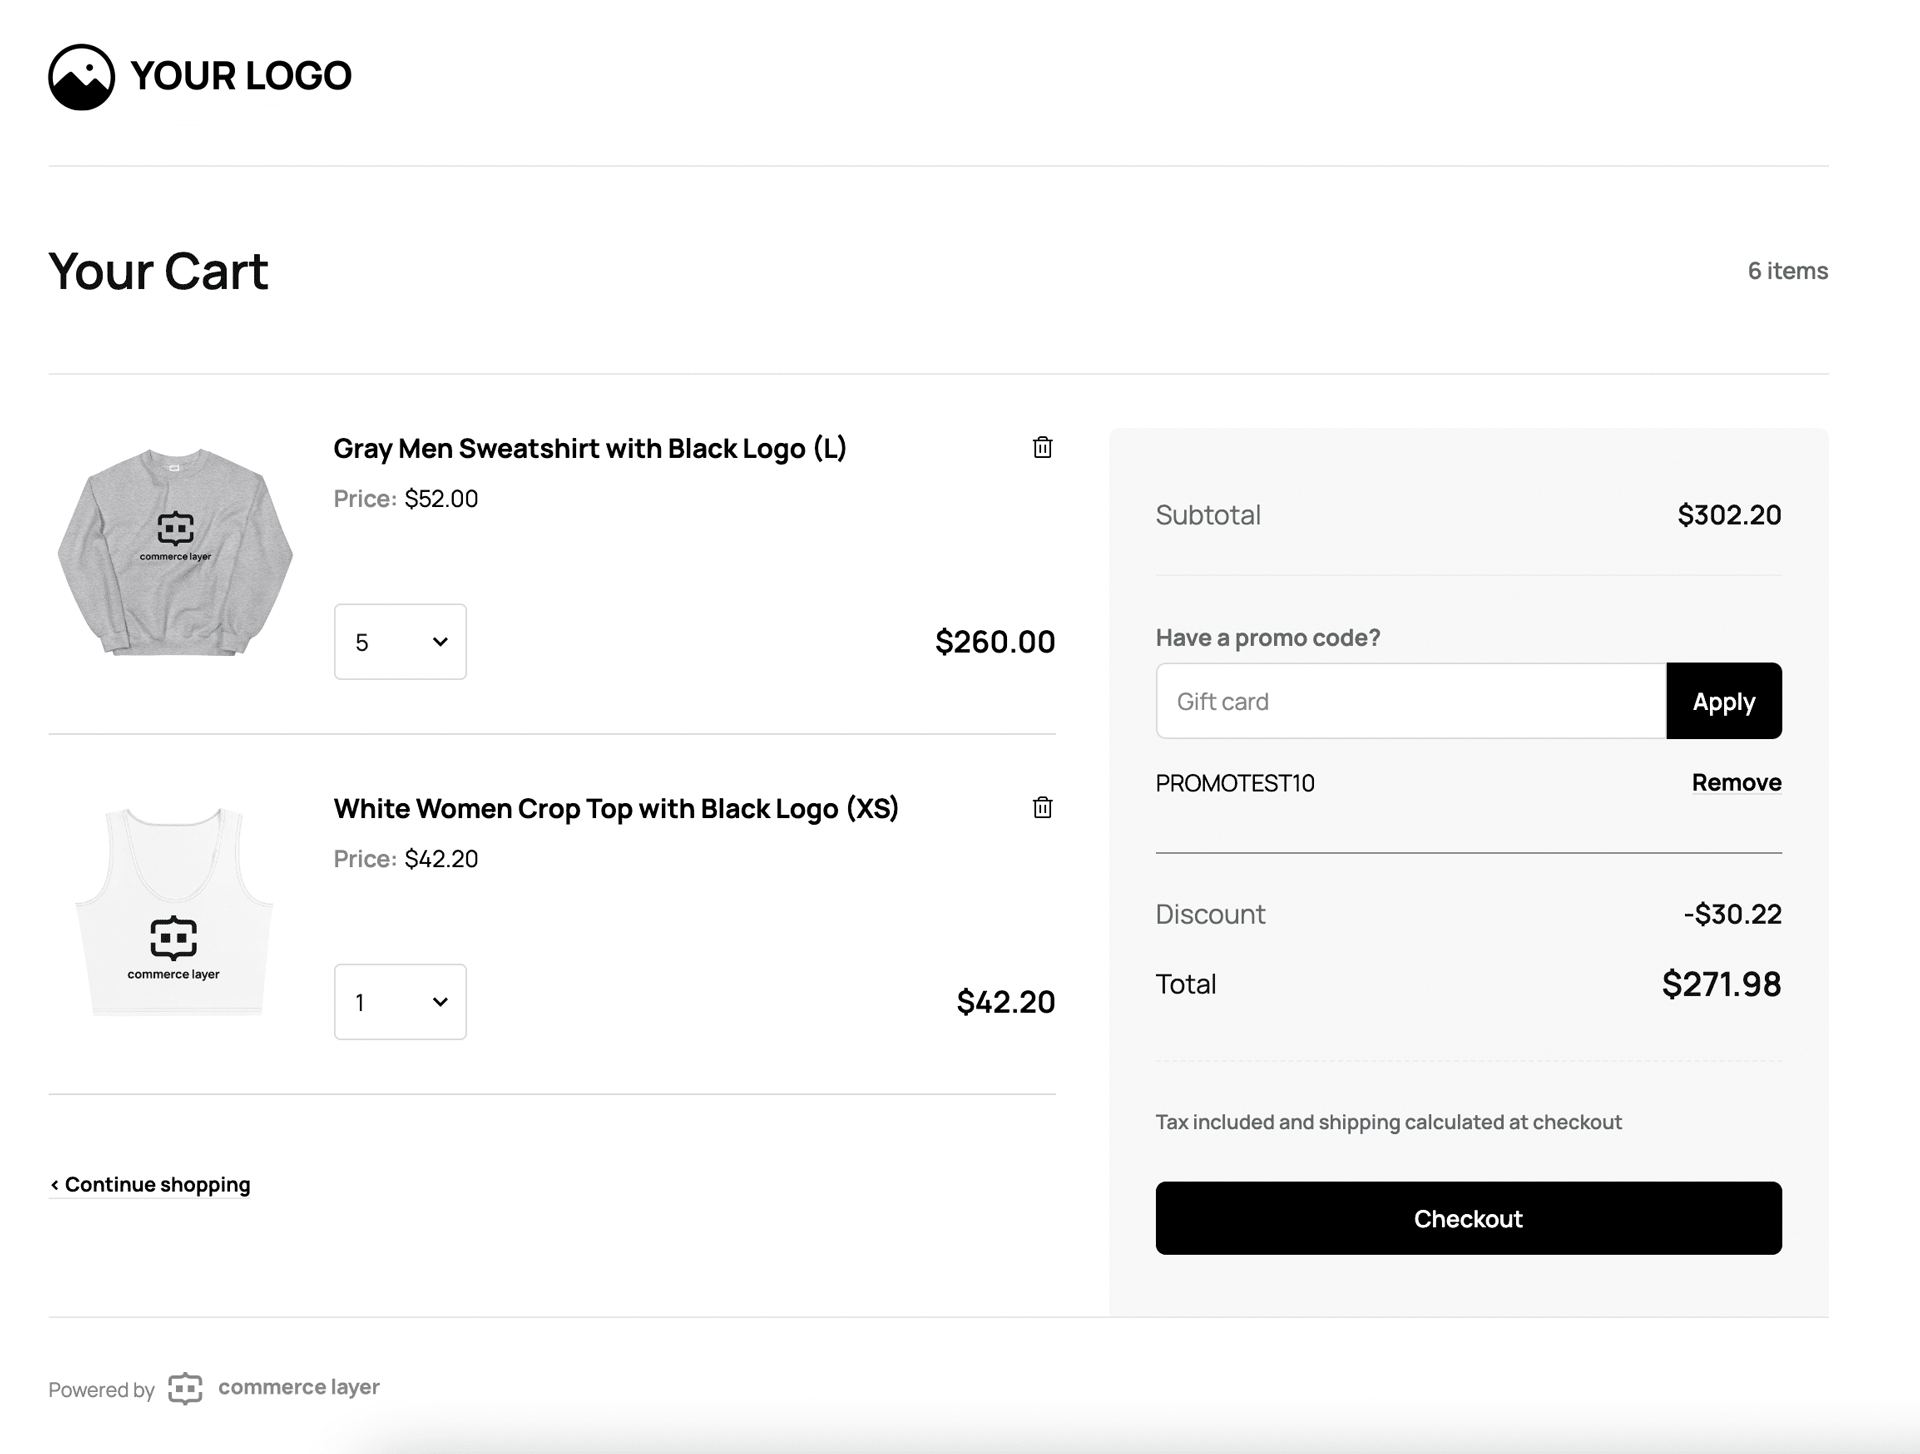 YOUR LOGO
Your Cart
6 items
Gray Men Sweatshirt with Black Logo (L)
Price: $52.00
commerce layer
5
$260.00
White Women Crop Top with Black Logo (XS)
Price: $42.20
commerce layer
1
$42.20
< Continue shopping
Subtotal $302.20
Have a promo code?
Gift card Apply
PROMOTEST10 Remove
Discount -$30.22
Total $271.98
Tax included and shipping calculated at checkout
Checkout
Powered by commerce layer